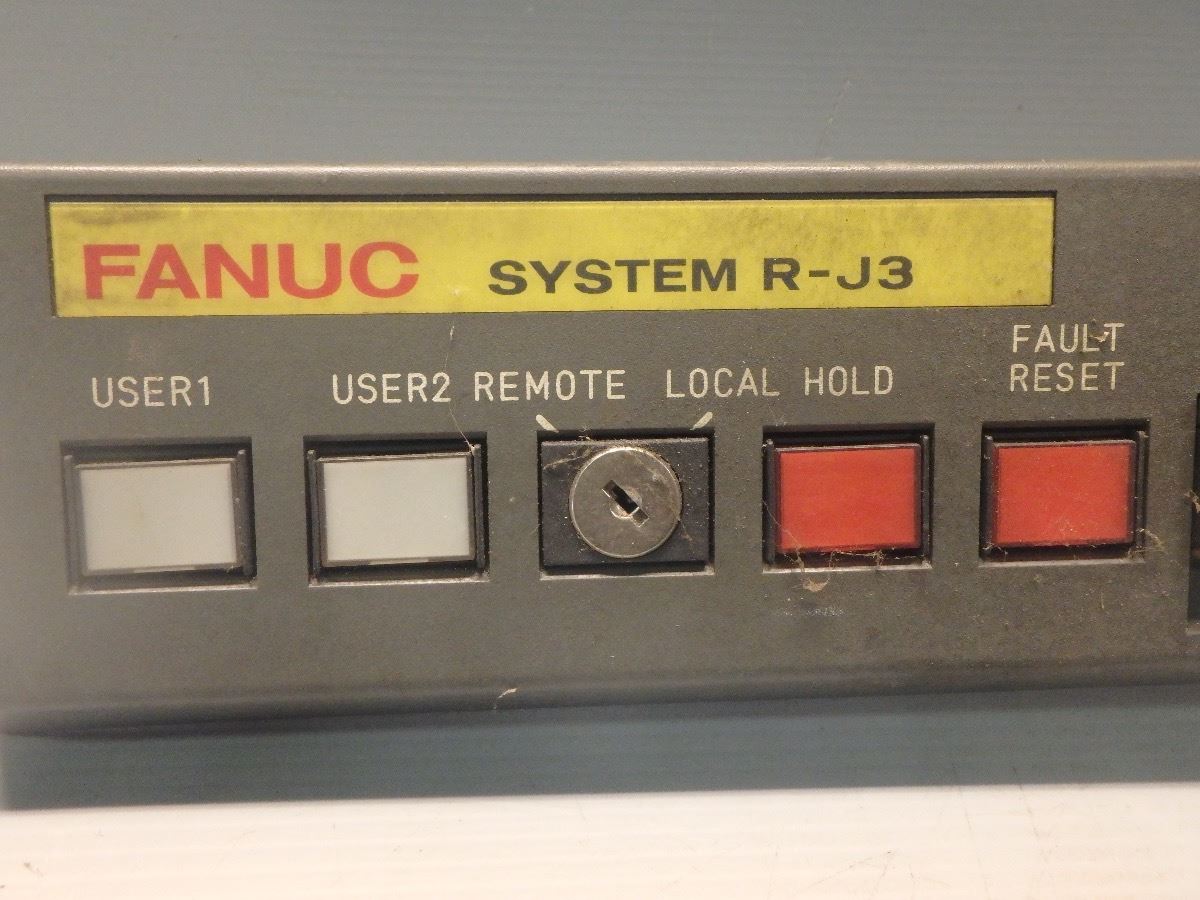 FANUC SYSTEM R-J3
USER1 USER2 REMOTE LOCAL HOLD FAULT
RESET